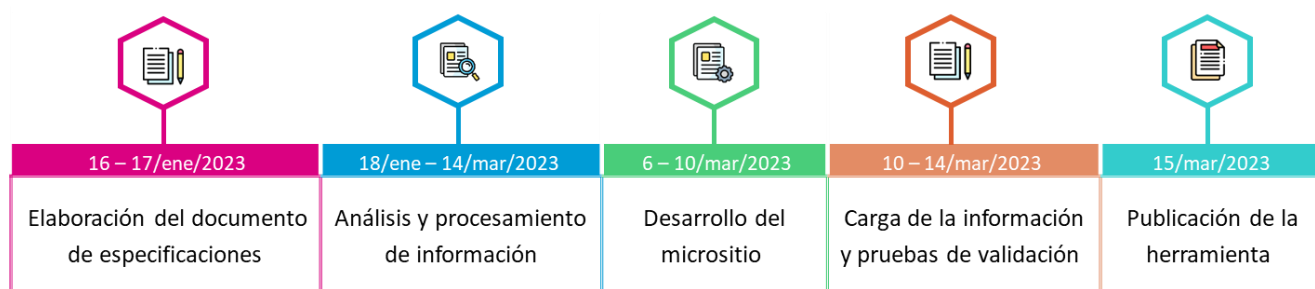 16 – 17/ene/2023
Elaboración del documento
de especificaciones
18/ene – 14/mar/2023
Análisis y procesamiento
de información
6 – 10/mar/2023
Desarrollo del
micrositio
10 – 14/mar/2023
Carga de la información
y pruebas de validación
15/mar/2023
Publicación de la
herramienta